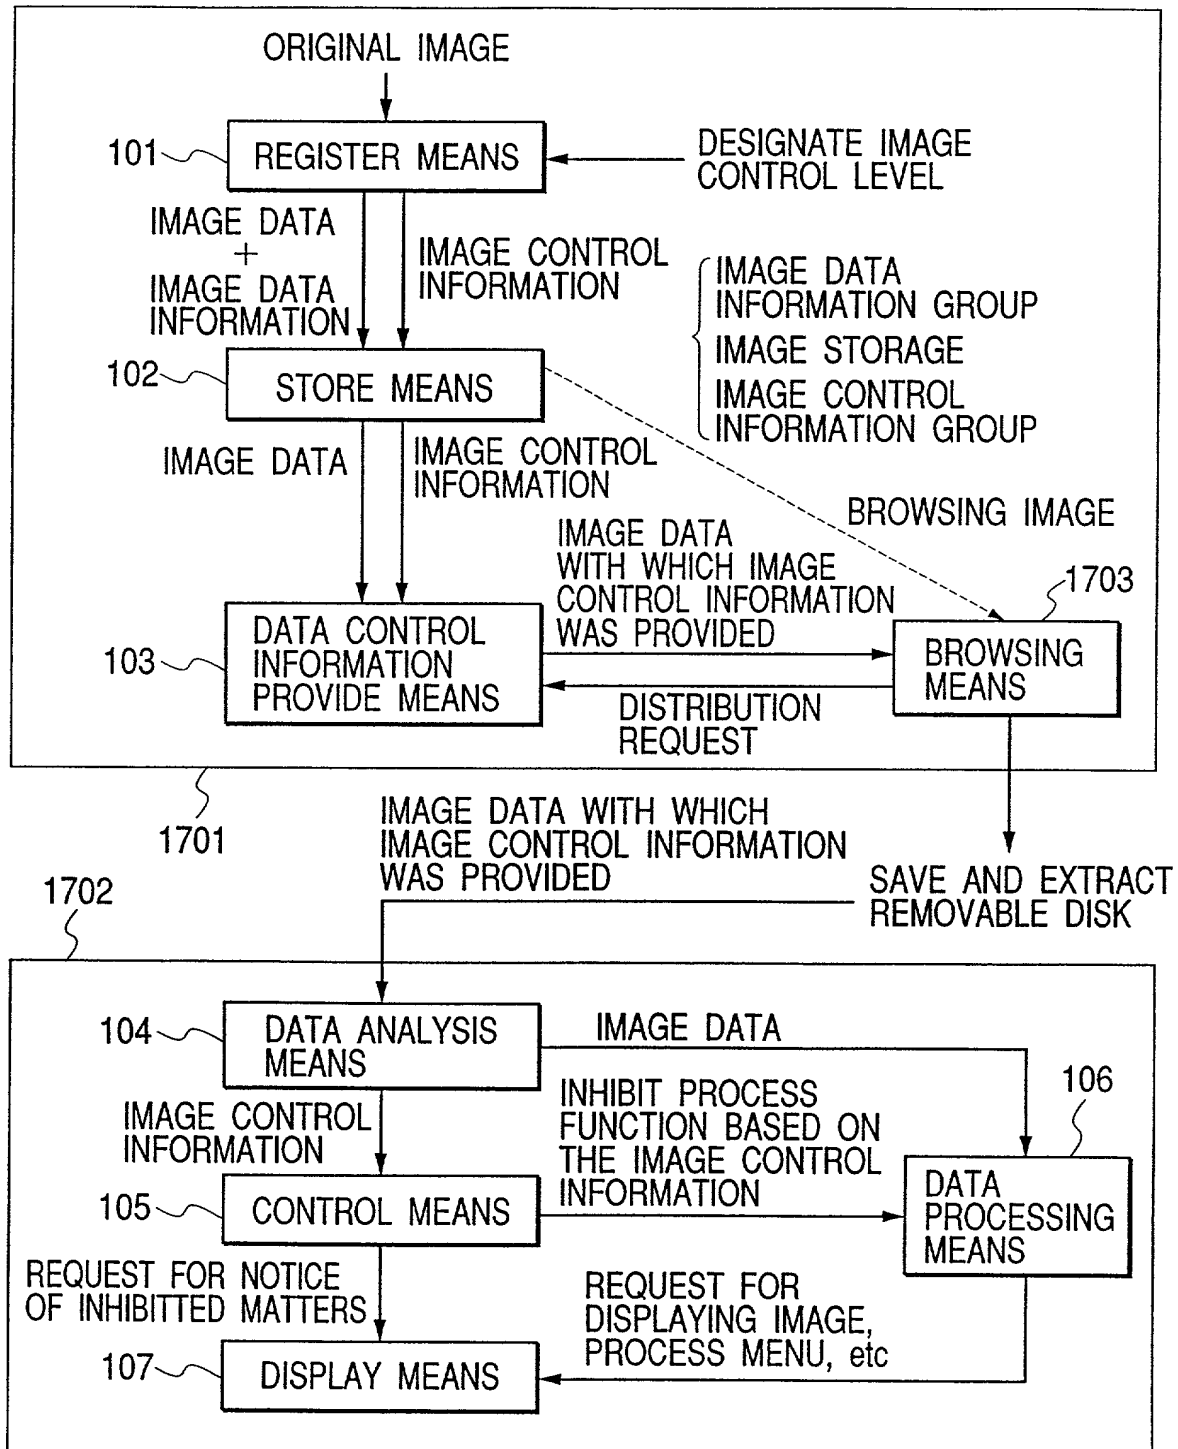 ORIGINAL IMAGE
101
REGISTER MEANS
DESIGNATE IMAGE
CONTROL LEVEL
IMAGE DATA
+
IMAGE DATA
INFORMATION
IMAGE CONTROL
INFORMATION
IMAGE DATA
INFORMATION GROUP
IMAGE STORAGE
IMAGE CONTROL
INFORMATION GROUP
102
STORE MEANS
IMAGE DATA
IMAGE CONTROL
INFORMATION
BROWSING IMAGE
IMAGE DATA
WITH WHICH IMAGE
CONTROL INFORMATION
WAS PROVIDED
1703
103
DATA CONTROL
INFORMATION
PROVIDE MEANS
BROWSING
MEANS
DISTRIBUTION
REQUEST
1701
IMAGE DATA WITH WHICH
IMAGE CONTROL INFORMATION
WAS PROVIDED
SAVE AND EXTRACT
REMOVABLE DISK
1702
104
DATA ANALYSIS
MEANS
IMAGE DATA
106
IMAGE CONTROL
INFORMATION
INHIBIT PROCESS
FUNCTION BASED ON
THE IMAGE CONTROL
INFORMATION
105
CONTROL MEANS
DATA
PROCESSING
MEANS
REQUEST FOR NOTICE
OF INHIBITTED MATTERS
REQUEST FOR
DISPLAYING IMAGE,
PROCESS MENU, etc
107
DISPLAY MEANS